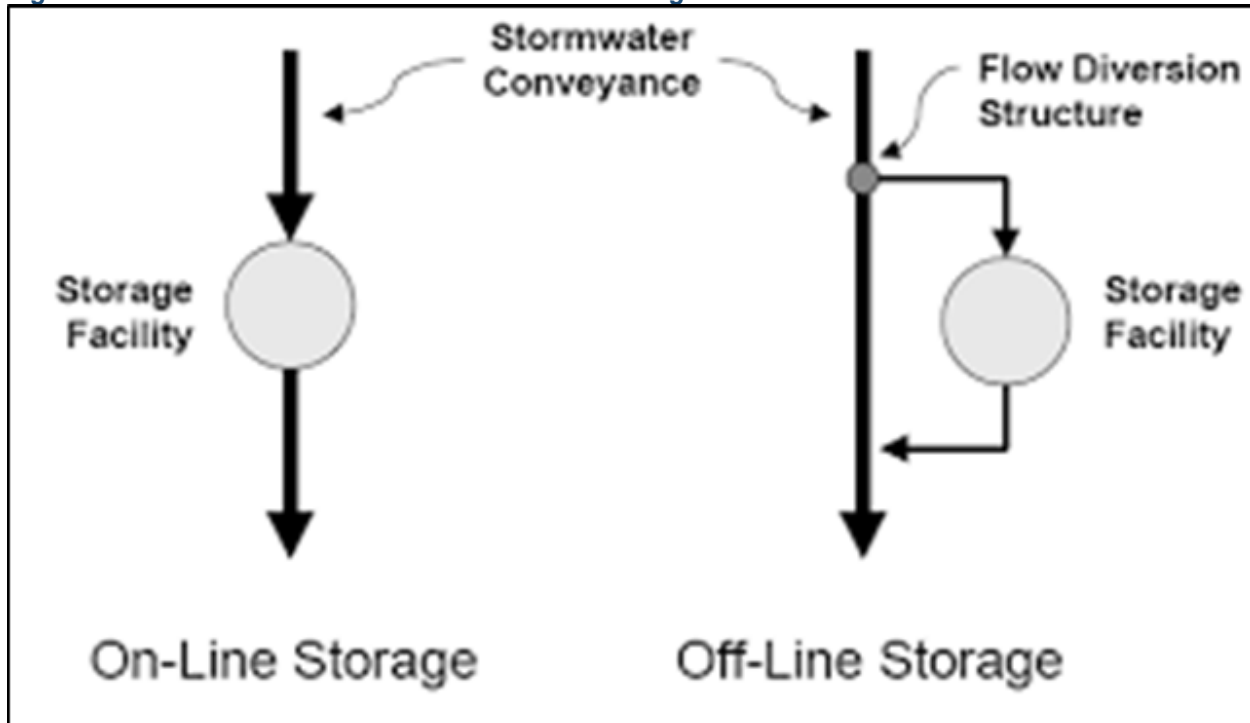 Stormwater
Conveyance
Flow Diversion
Structure
Storage
Facility
Storage
Facility
On-Line Storage
Off-Line Storage